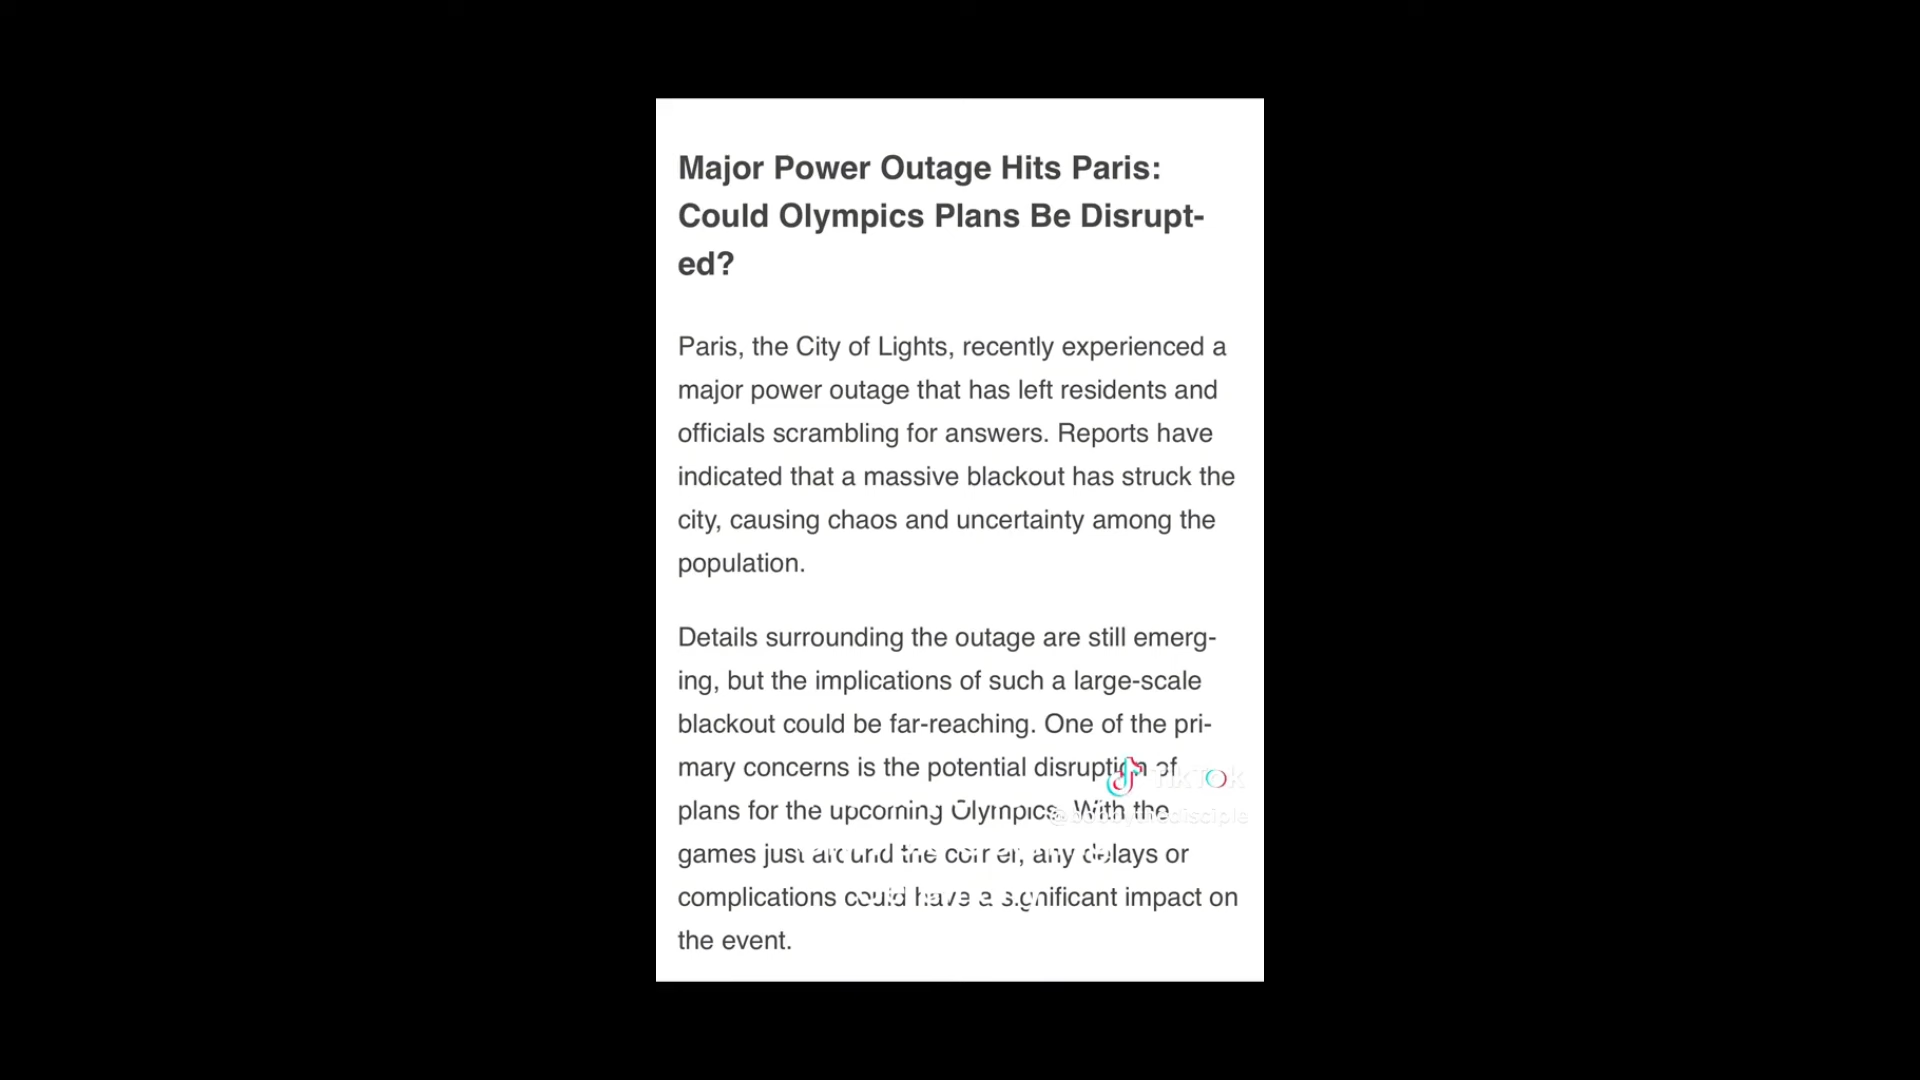 Major Power Outage Hits Paris:
Could Olympics Plans Be Disrupt-
ed?
Paris, the City of Lights, recently experienced a
major power outage that has left residents and
officials scrambling for answers. Reports have
indicated that a massive blackout has struck the
city, causing chaos and uncertainty among the
population.
Details surrounding the outage are still emerg-
ing, but the implications of such a large-scale
blackout could be far-reaching. One of the pri-
mary concerns is the potential disruption of
TikTok
plans for the upcoming Olympics. With the
@bobbythedisciple
games just around the corner, any delays or
complications could have a significant impact on
the event.